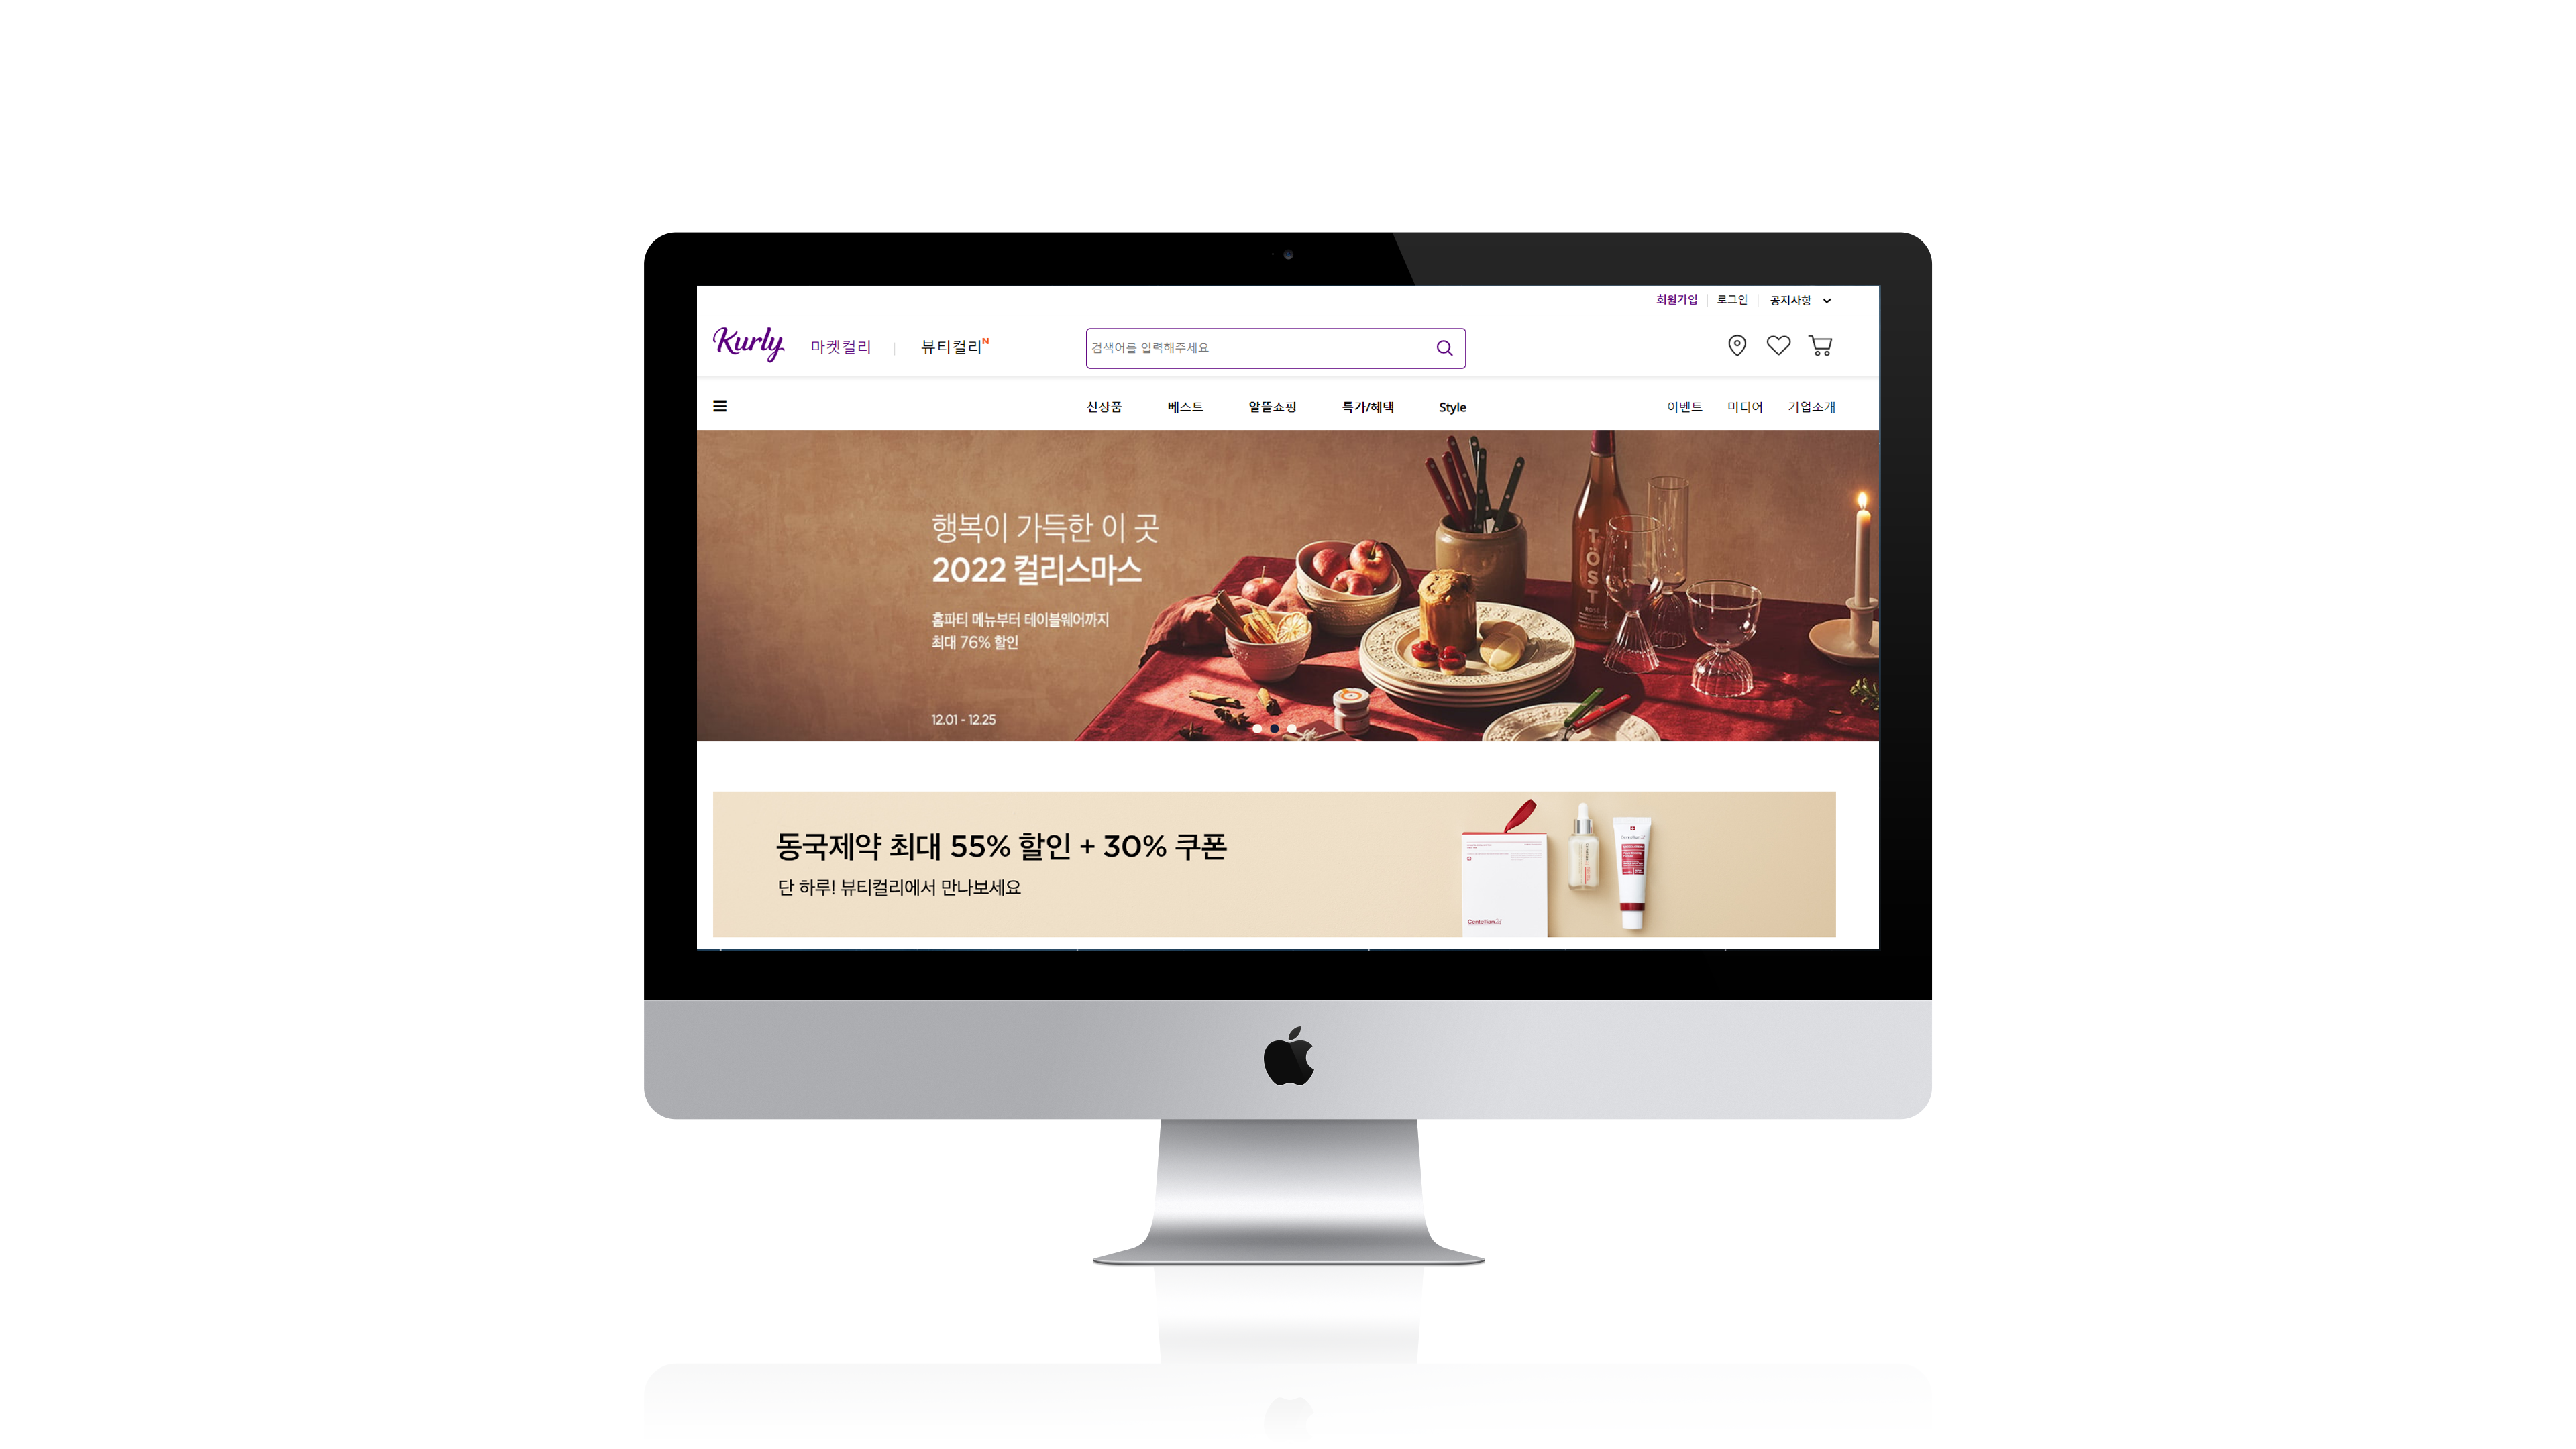 회원가입 로그인 공지사항
Kurly 마켓컬리 뷰티컬리N 검색어를 입력해주세요
신상품 베스트 알뜰쇼핑 특가/혜택 Style 이벤트 미디어 기업소개
행복이 가득한 이 곳
2022 컬리스마스
홈파티 메뉴부터 테이블웨어까지
최대 76% 할인
12.01 - 12.25
TÖST
ROSÉ
동국제약 최대 55% 할인 + 30% 쿠폰
단 하루! 뷰티컬리에서 만나보세요
Centellian